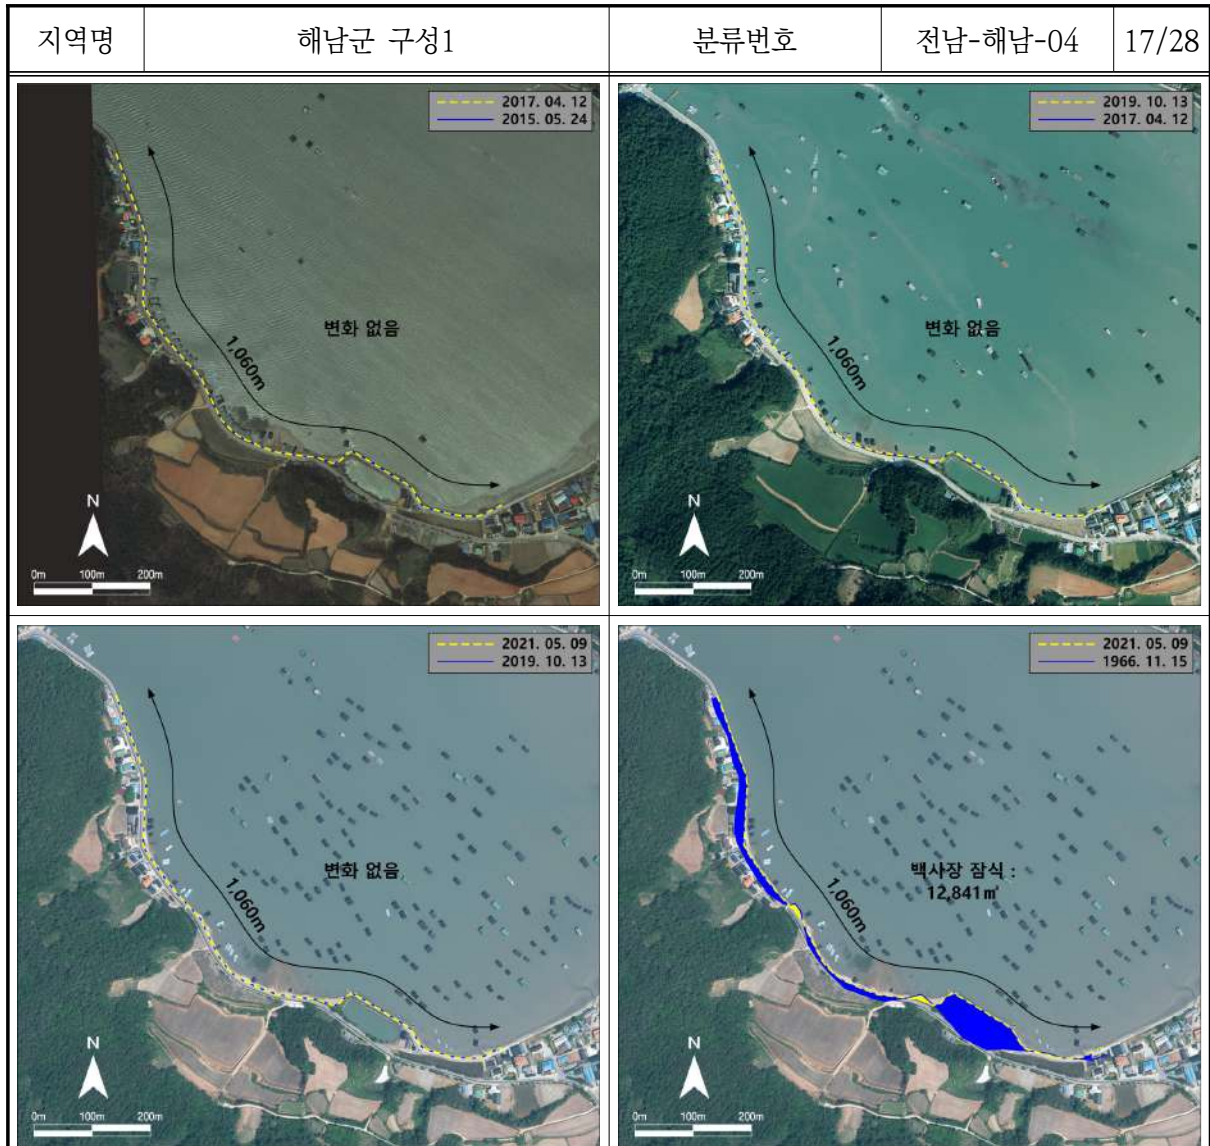 지역명 해남군 구성1 분류번호 전남-해남-04 17/28
2017. 04. 12
2015. 05. 24
변화 없음
1,060m
N
0m 100m 200m
2019. 10. 13
2017. 04. 12
변화 없음
1,060m
N
0m 100m 200m
2021. 05. 09
2019. 10. 13
변화 없음
1,060m
N
0m 100m 200m
2021. 05. 09
1966. 11. 15
백사장 잠식 :
12,841㎡
1,060m
N
0m 100m 200m